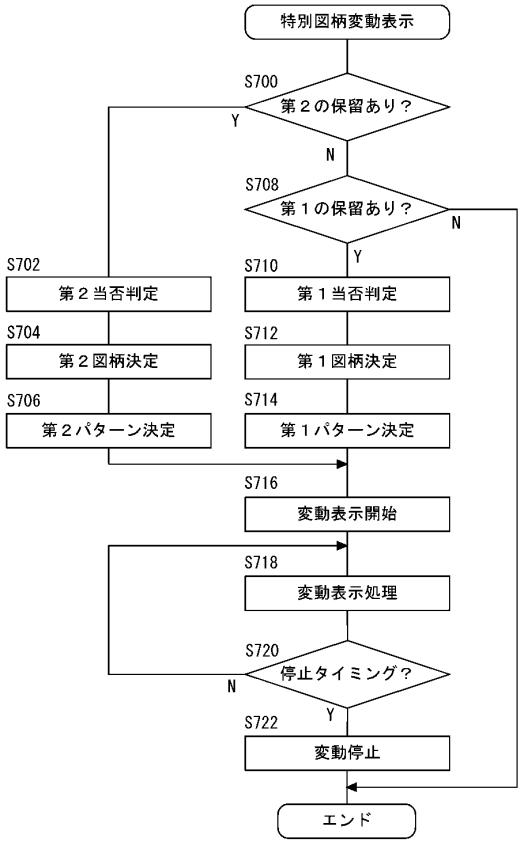 特別図柄変動表示
S700
第２の保留あり？
Y
N
S708
第１の保留あり？
N
Y
S702
第２当否判定
S710
第１当否判定
S704
第２図柄決定
S712
第１図柄決定
S706
第２パターン決定
S714
第１パターン決定
S716
変動表示開始
S718
変動表示処理
S720
停止タイミング？
N
Y
S722
変動停止
エンド